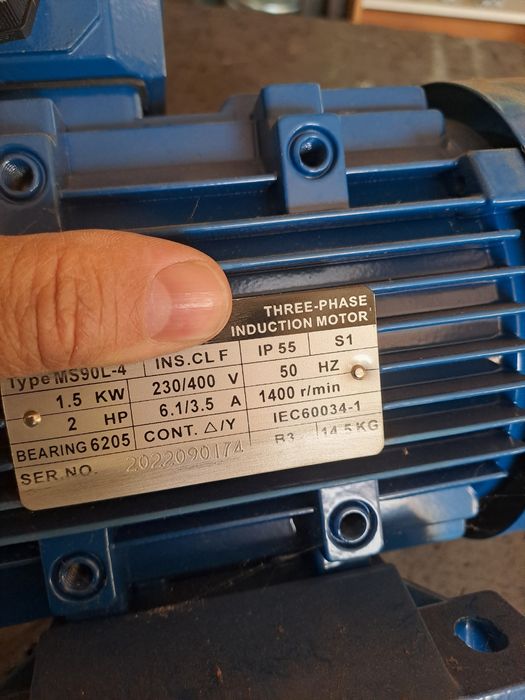 THREE-PHASE
INDUCTION MOTOR
Type MS90L-4 INS.CL F IP 55 S1
1.5 KW 230/400 V 50 HZ
2 HP 6.1/3.5 A 1400 r/min
BEARING 6205 CONT. △/Y IEC60034-1
SER.NO. 2022090174 B3 14.5 KG